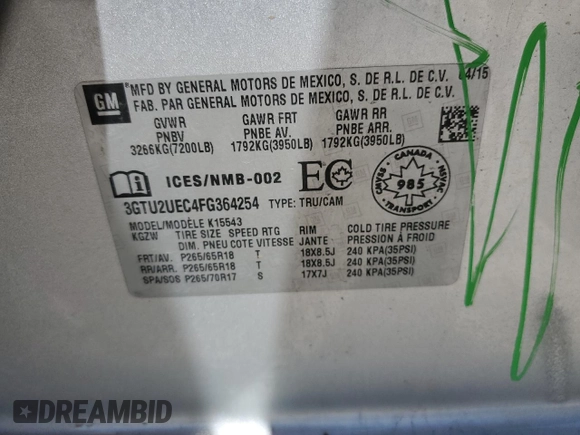 GM
MFD BY GENERAL MOTORS DE MEXICO, S. DE R.L. DE C.V. 04/15
FAB. PAR GENERAL MOTORS DE MEXICO, S. DE R.L. DE C.V.
GVWR GAWR FRT GAWR RR
PNBV PNBE AV. PNBE ARR.
3266KG(7200LB) 1792KG(3950LB) 1792KG(3950LB)
ICES/NMB-002 EC
CANADA
985
CMVSS NSVAC
3GTU2UEC4FG364254 TYPE: TRU/CAM
MODEL/MODÈLE K15543
KGZW TIRE SIZE SPEED RTG RIM COLD TIRE PRESSURE
DIM. PNEU COTE VITESSE JANTE PRESSION À FROID
FRT/AV. P265/65R18 T 18X8.5J 240 KPA(35PSI)
RR/ARR. P265/65R18 T 18X8.5J 240 KPA(35PSI)
SPA/SOS P265/70R17 S 17X7J 240 KPA(35PSI)
DREAMBID